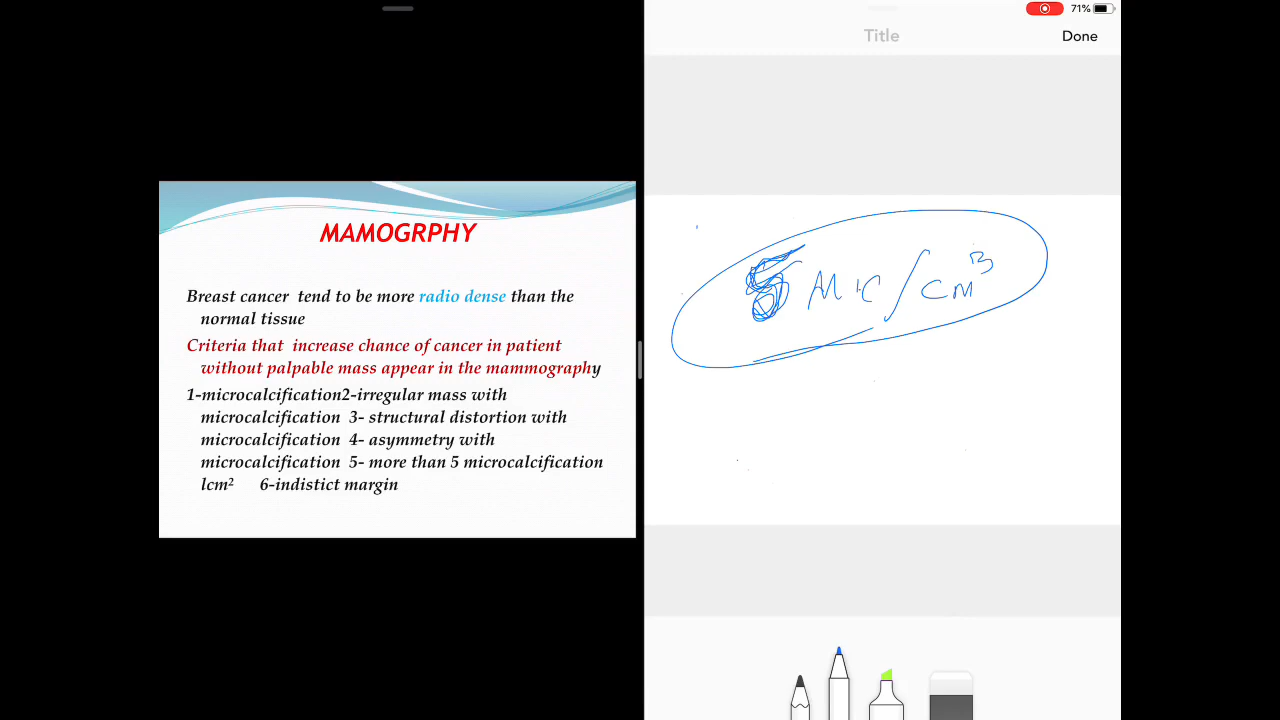 71%
Title
Done
MAMOGRPHY
Breast cancer tend to be more radio dense than the
normal tissue
Criteria that increase chance of cancer in patient
without palpable mass appear in the mammography
1-microcalcification2-irregular mass with
microcalcification 3- structural distortion with
microcalcification 4- asymmetry with
microcalcification 5- more than 5 microcalcification
lcm² 6-indistict margin
5 Mic/cm³